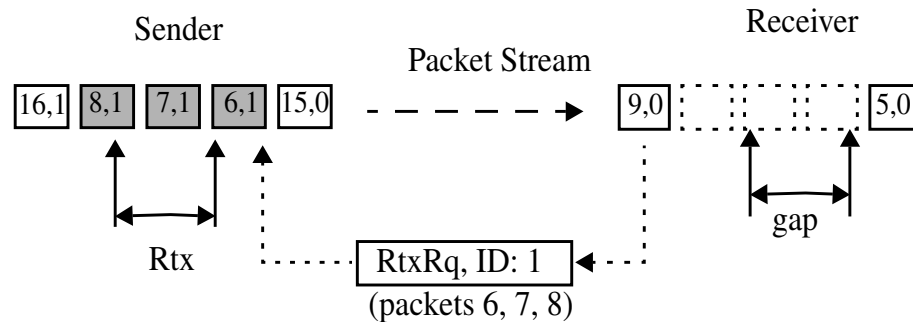 Sender
Receiver
Packet Stream
16,1 8,1 7,1 6,1 15,0
9,0 5,0
Rtx
gap
RtxRq, ID: 1
(packets 6, 7, 8)